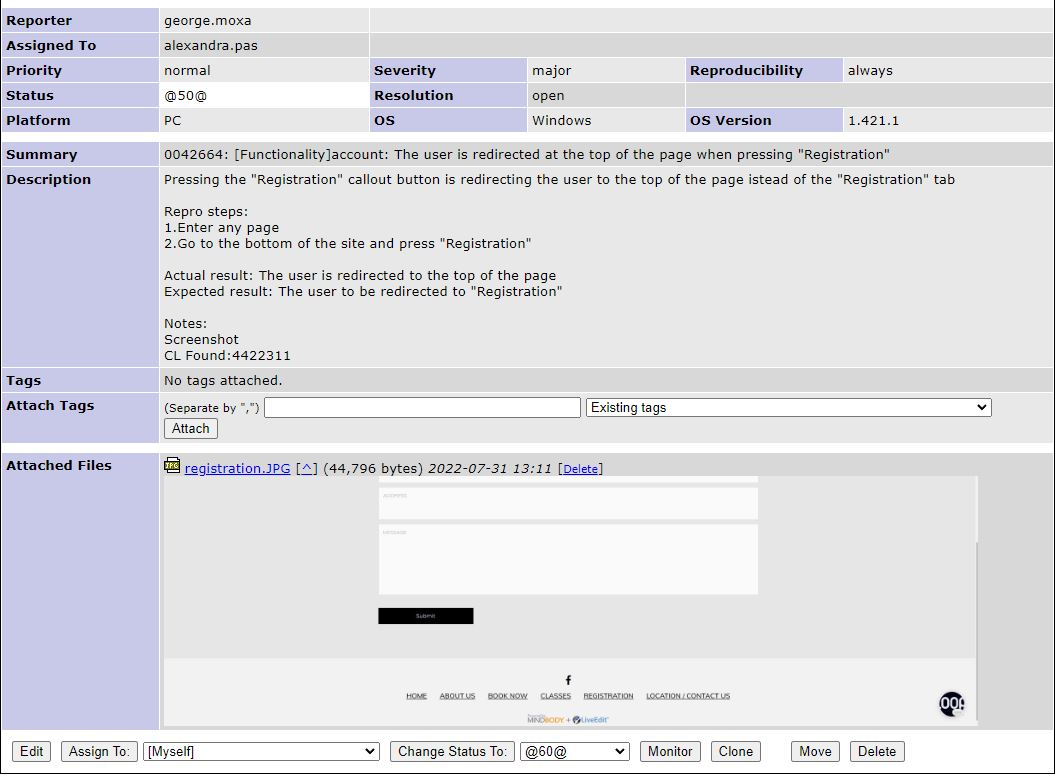 Reporter george.moxa
Assigned To alexandra.pas
Priority normal Severity major Reproducibility always
Status @50@ Resolution open
Platform PC OS Windows OS Version 1.421.1
Summary 0042664: [Functionality]account: The user is redirected at the top of the page when pressing "Registration"
Description Pressing the "Registration" callout button is redirecting the user to the top of the page istead of the "Registration" tab
Repro steps:
1.Enter any page
2.Go to the bottom of the site and press "Registration"
Actual result: The user is redirected to the top of the page
Expected result: The user to be redirected to "Registration"
Notes:
Screenshot
CL Found:4422311
Tags No tags attached.
Attach Tags (Separate by ",") Existing tags
Attach
Attached Files registration.JPG [^] (44,796 bytes) 2022-07-31 13:11 [Delete]
ADDRESS
MESSAGE
Submit
HOME ABOUT US BOOK NOW CLASSES REGISTRATION LOCATION / CONTACT US
MINDBODY + LiveEdit
Edit Assign To: [Myself] Change Status To: @60@ Monitor Clone Move Delete